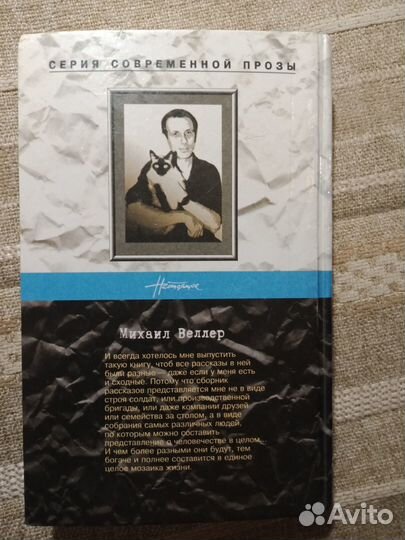 СЕРИЯ СОВРЕМЕННОЙ ПРОЗЫ
Михаил Веллер
И всегда хотелось мне выпустить
такую книгу, чтоб все рассказы в ней
были разные — даже если у меня есть
и сходные. Потому что сборник
рассказов представляется мне не в виде
строя солдат, или производственной
бригады, или даже компании друзей
или семейства за столом, а в виде
собрания самых различных людей,
по которым можно составить
представление о человечестве в целом...
И чем более разными они будут, тем
богаче и полнее составится в единое
целое мозаика жизни.
Avito